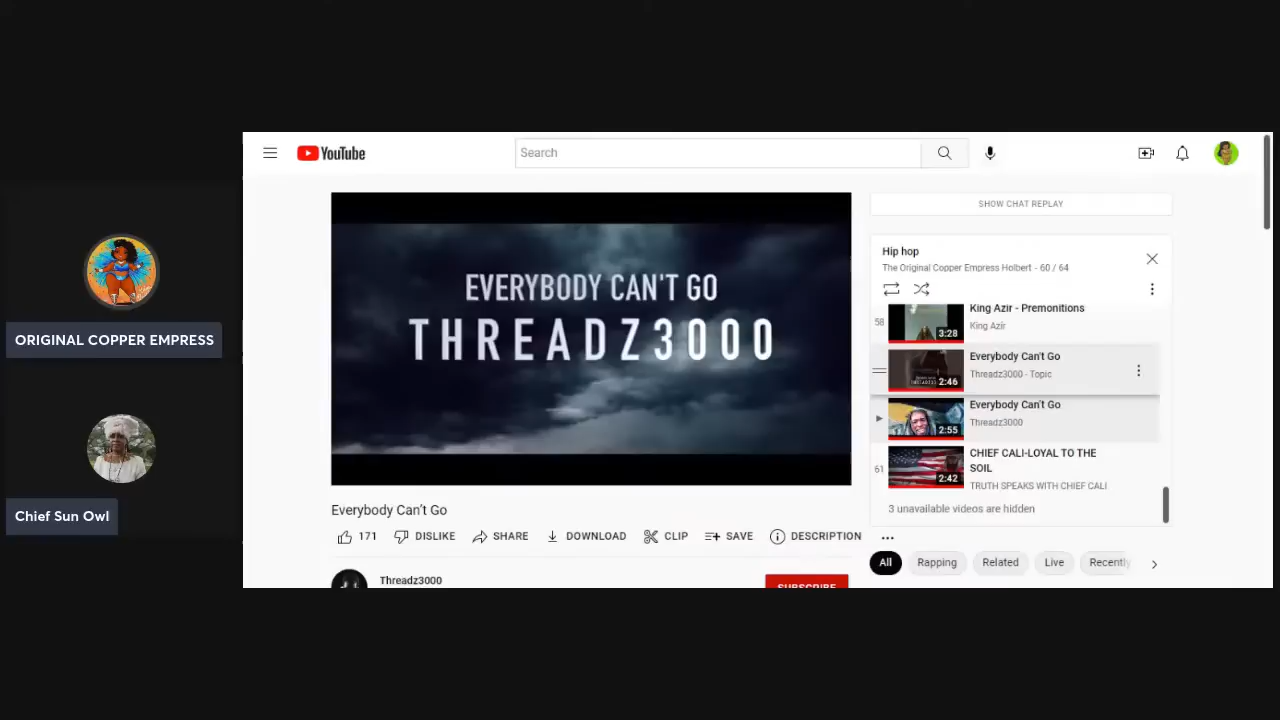 ORIGINAL COPPER EMPRESS
Chief Sun Owl
YouTube
Search
EVERYBODY CAN'T GO
THREADZ3000
Everybody Can't Go
171
DISLIKE
SHARE
DOWNLOAD
CLIP
SAVE
DESCRIPTION
Threadz3000
SUBSCRIBE
SHOW CHAT REPLAY
Hip hop
The Original Copper Empress Holbert - 60 / 64
58
3:28
King Azir - Premonitions
King Azir
2:46
Everybody Can't Go
Threadz3000 - Topic
2:55
Everybody Can't Go
Threadz3000
61
2:42
CHIEF CALI-LOYAL TO THE
SOIL
TRUTH SPEAKS WITH CHIEF CALI
3 unavailable videos are hidden
All
Rapping
Related
Live
Recently